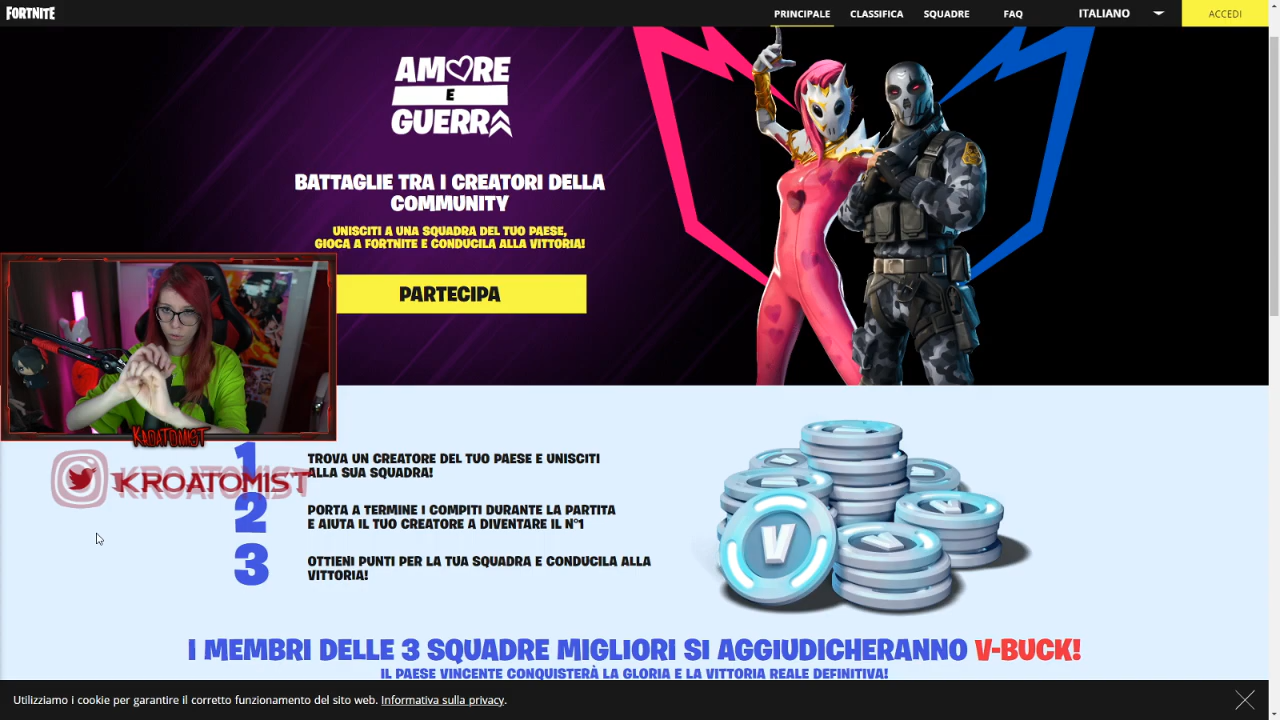 FORTNITE
PRINCIPALE
CLASSIFICA
SQUADRE
FAQ
ITALIANO
ACCEDI
AMORE
E
GUERRA
BATTAGLIE TRA I CREATORI DELLA
COMMUNITY
UNISCITI A UNA SQUADRA DEL TUO PAESE,
GIOCA A FORTNITE E CONDUCILA ALLA VITTORIA!
PARTECIPA
KROATOMIST
KROATOMIST
1
TROVA UN CREATORE DEL TUO PAESE E UNISCITI
ALLA SUA SQUADRA!
2
PORTA A TERMINE I COMPITI DURANTE LA PARTITA
E AIUTA IL TUO CREATORE A DIVENTARE IL N°1
3
OTTIENI PUNTI PER LA TUA SQUADRA E CONDUCILA ALLA
VITTORIA!
V
V
V
I MEMBRI DELLE 3 SQUADRE MIGLIORI SI AGGIUDICHERANNO V-BUCK!
IL PAESE VINCENTE CONQUISTERÀ LA GLORIA E LA VITTORIA REALE DEFINITIVA!
Utilizziamo i cookie per garantire il corretto funzionamento del sito web. Informativa sulla privacy.